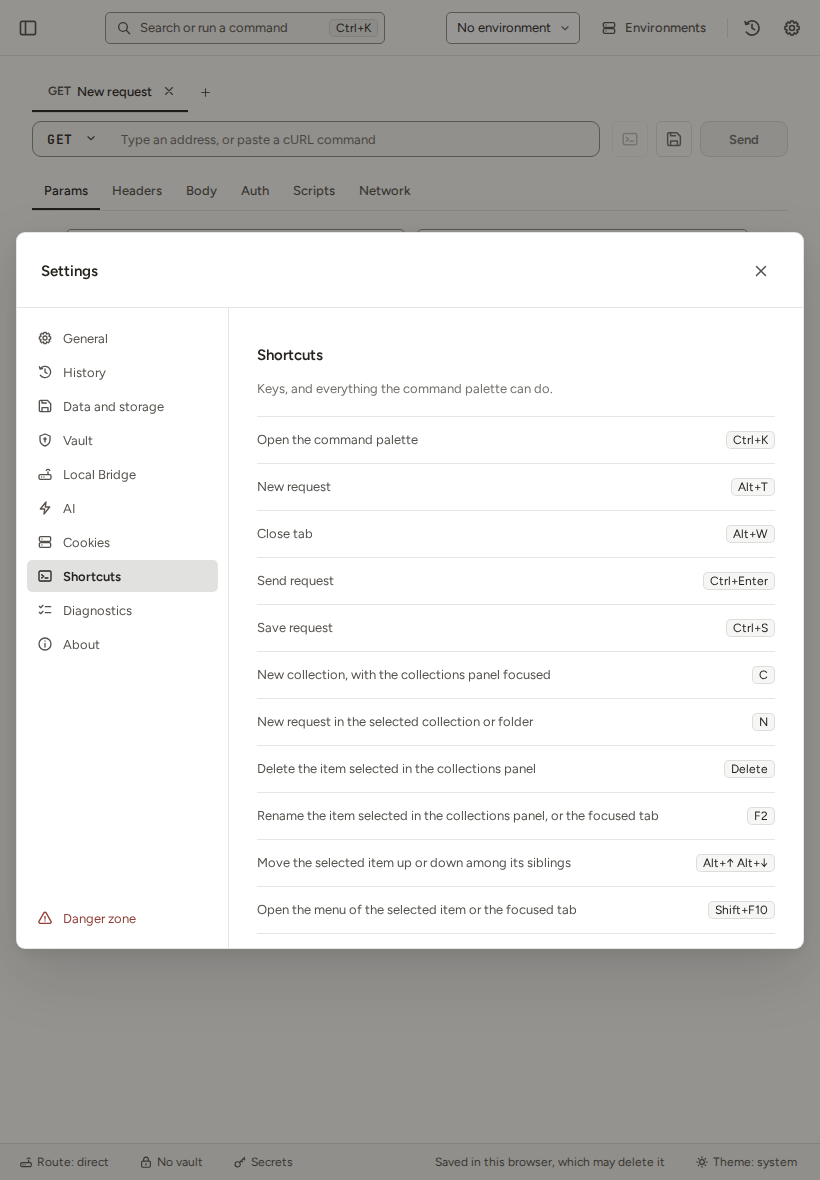 Search or run a command Ctrl+K No environment Environments
GET New request
GET Type an address, or paste a cURL command Send
Params Headers Body Auth Scripts Network
Settings
General
History
Data and storage
Vault
Local Bridge
AI
Cookies
Shortcuts
Diagnostics
About
Danger zone
Shortcuts
Keys, and everything the command palette can do.
Open the command palette Ctrl+K
New request Alt+T
Close tab Alt+W
Send request Ctrl+Enter
Save request Ctrl+S
New collection, with the collections panel focused C
New request in the selected collection or folder N
Delete the item selected in the collections panel Delete
Rename the item selected in the collections panel, or the focused tab F2
Move the selected item up or down among its siblings Alt+↑ Alt+↓
Open the menu of the selected item or the focused tab Shift+F10
Route: direct No vault Secrets Saved in this browser, which may delete it Theme: system